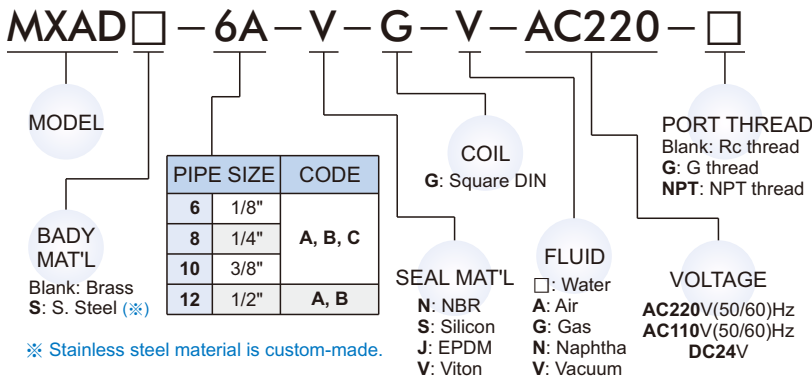 MXAD□－6A－V－G－V－AC220－□
MODEL
BADY
MAT'L
Blank: Brass
S: S. Steel (※)
※ Stainless steel material is custom-made.
PIPE SIZE CODE
6 1/8"
8 1/4" A, B, C
10 3/8"
12 1/2" A, B
SEAL MAT'L
N: NBR
S: Silicon
J: EPDM
V: Viton
COIL
G: Square DIN
FLUID
□: Water
A: Air
G: Gas
N: Naphtha
V: Vacuum
PORT THREAD
Blank: Rc thread
G: G thread
NPT: NPT thread
VOLTAGE
AC220V(50/60)Hz
AC110V(50/60)Hz
DC24V